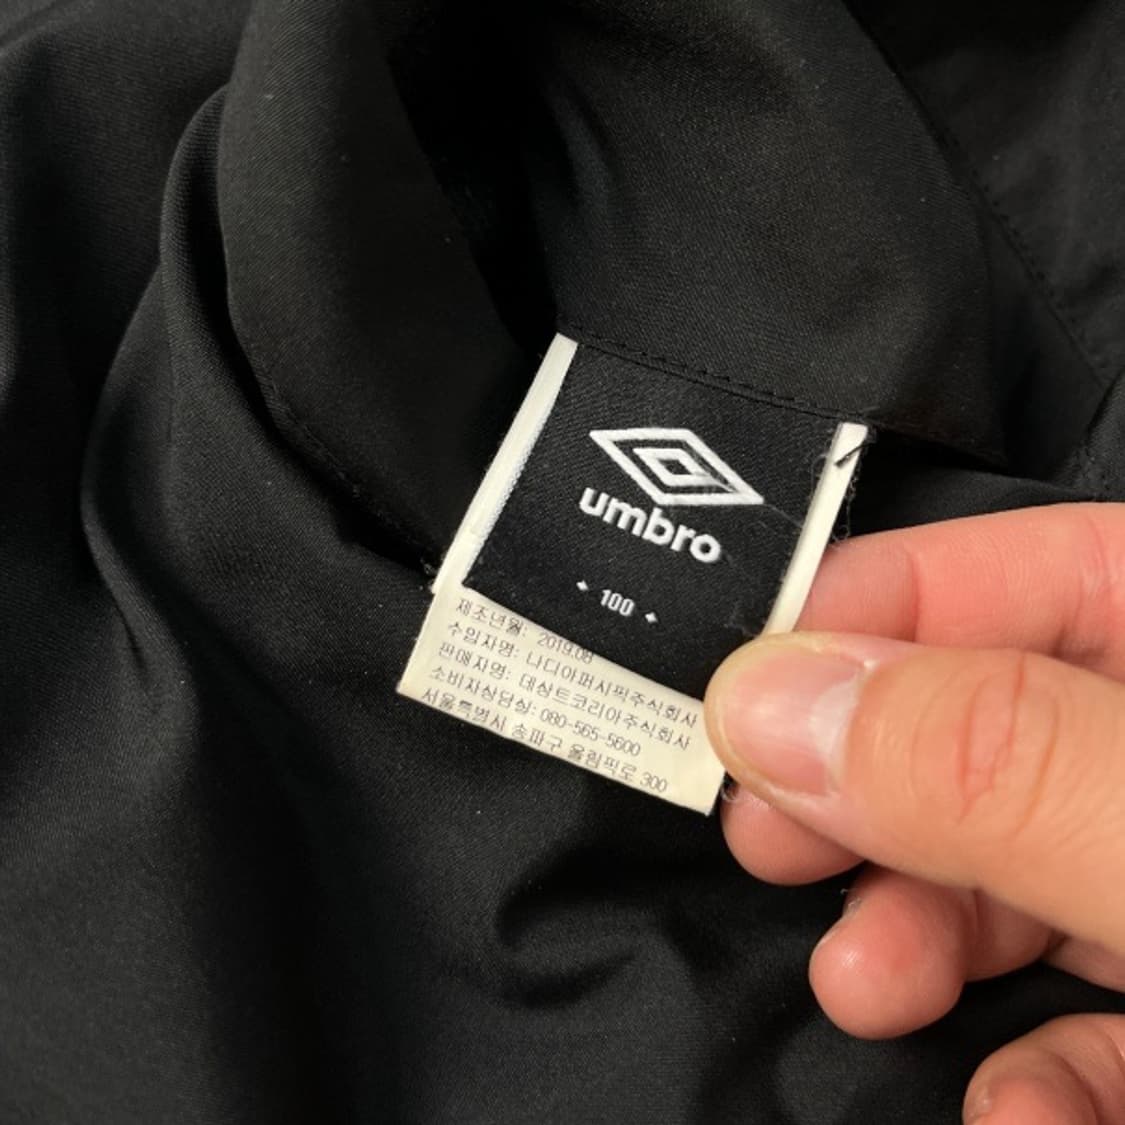 umbro
100
제조년월: 2019.08
수입자명: 나디아퍼시픽주식회사
판매자명: 데상트코리아주식회사
소비자상담실: 080-565-5600
서울특별시 송파구 올림픽로 300